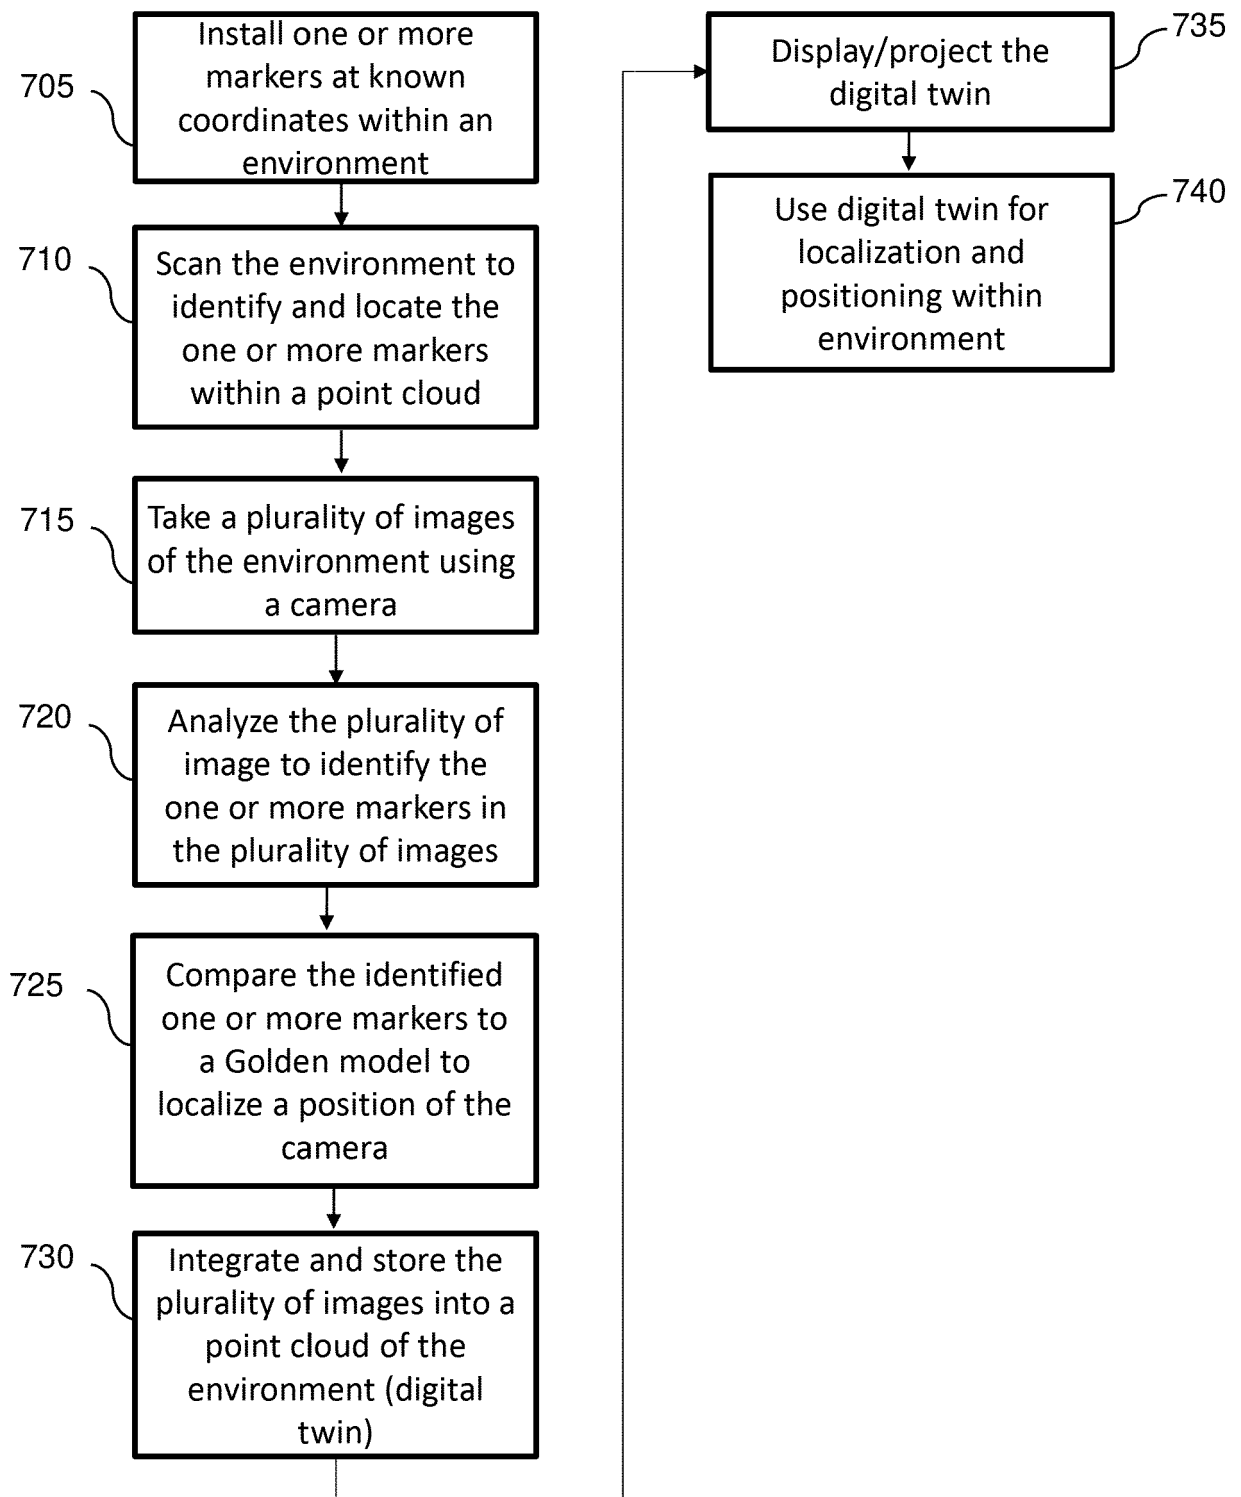 705
Install one or more
markers at known
coordinates within an
environment
710
Scan the environment to
identify and locate the
one or more markers
within a point cloud
715
Take a plurality of images
of the environment using
a camera
720
Analyze the plurality of
image to identify the
one or more markers in
the plurality of images
725
Compare the identified
one or more markers to
a Golden model to
localize a position of the
camera
730
Integrate and store the
plurality of images into a
point cloud of the
environment (digital
twin)
735
Display/project the
digital twin
740
Use digital twin for
localization and
positioning within
environment